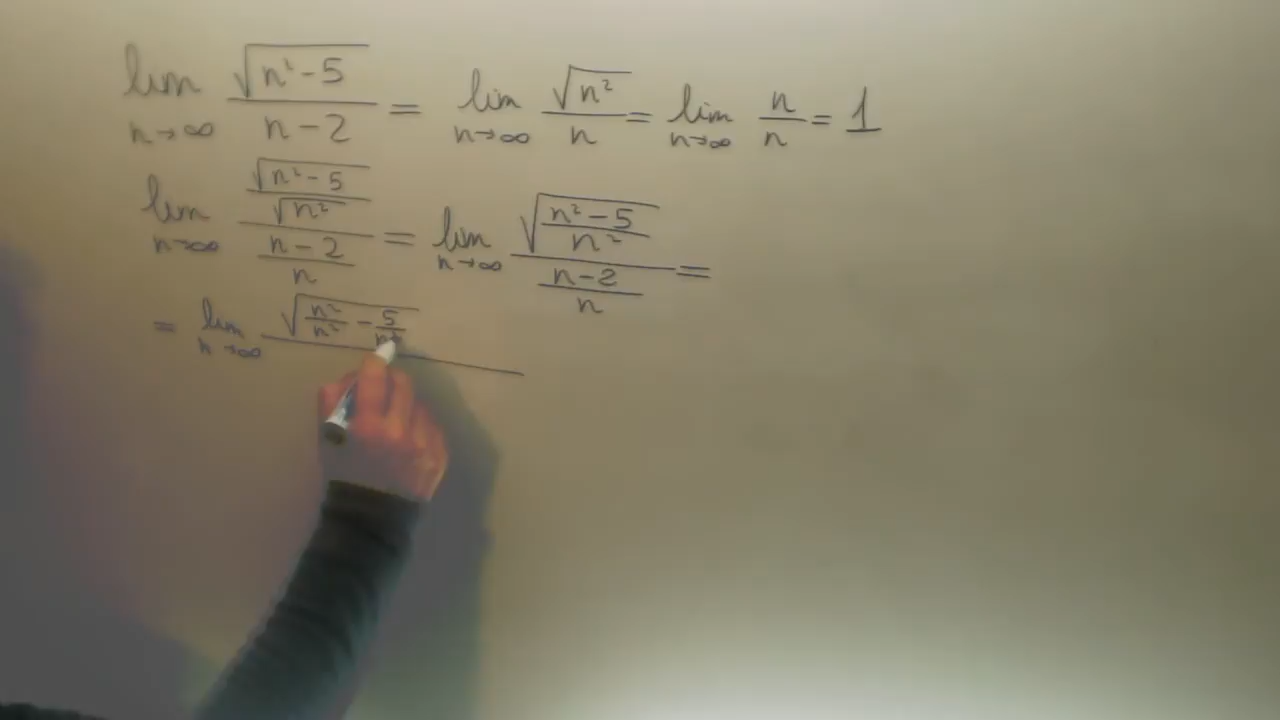 lim n→∞ √(n²-5) / (n-2) = lim n→∞ √(n²) / n = lim n→∞ n/n = 1
lim n→∞ (√(n²-5) / √(n²)) / ((n-2) / n) = lim n→∞ √((n²-5) / n²) / ((n-2) / n) =
= lim n→∞ √(n²/n² - 5/n²)